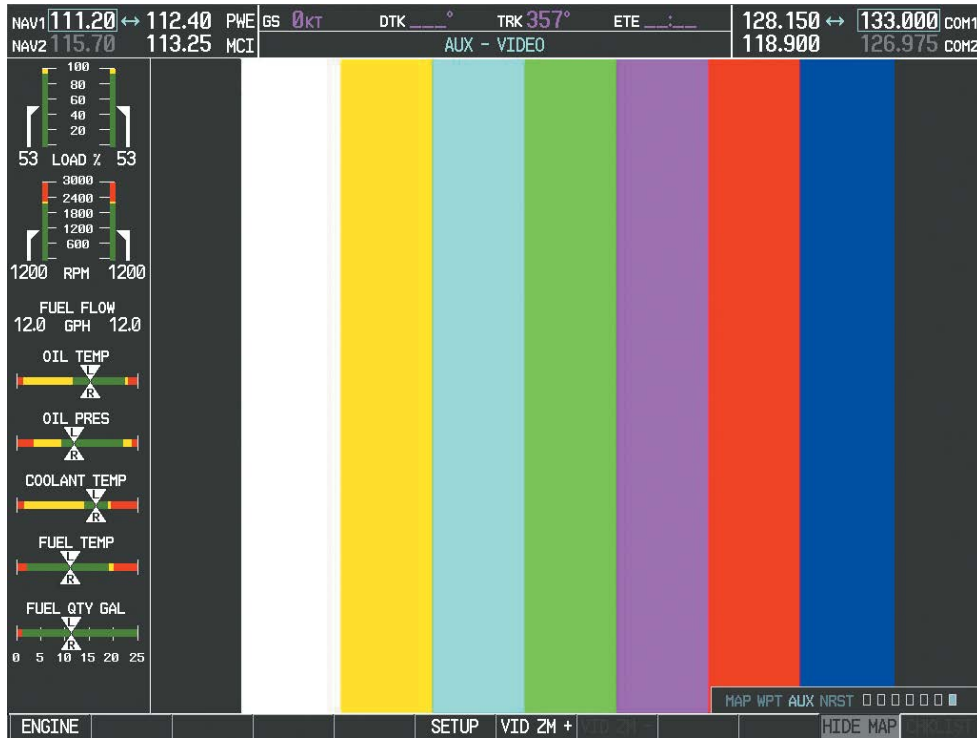 NAV1 111.20 ↔ 112.40 PWE GS 0KT DTK ___° TRK 357° ETE __:__ 128.150 ↔ 133.000 COM1
NAV2 115.70 113.25 MCI AUX - VIDEO 118.900 126.975 COM2
100
80
60
40
20
53 LOAD % 53
3000
2400
1800
1200
600
1200 RPM 1200
FUEL FLOW
12.0 GPH 12.0
OIL TEMP
L
R
OIL PRES
L
R
COOLANT TEMP
L
R
FUEL TEMP
L
R
FUEL QTY GAL
L
R
0 5 10 15 20 25
MAP WPT AUX NRST
ENGINE SETUP VID ZM + VID ZM - HIDE MAP CHKLIST